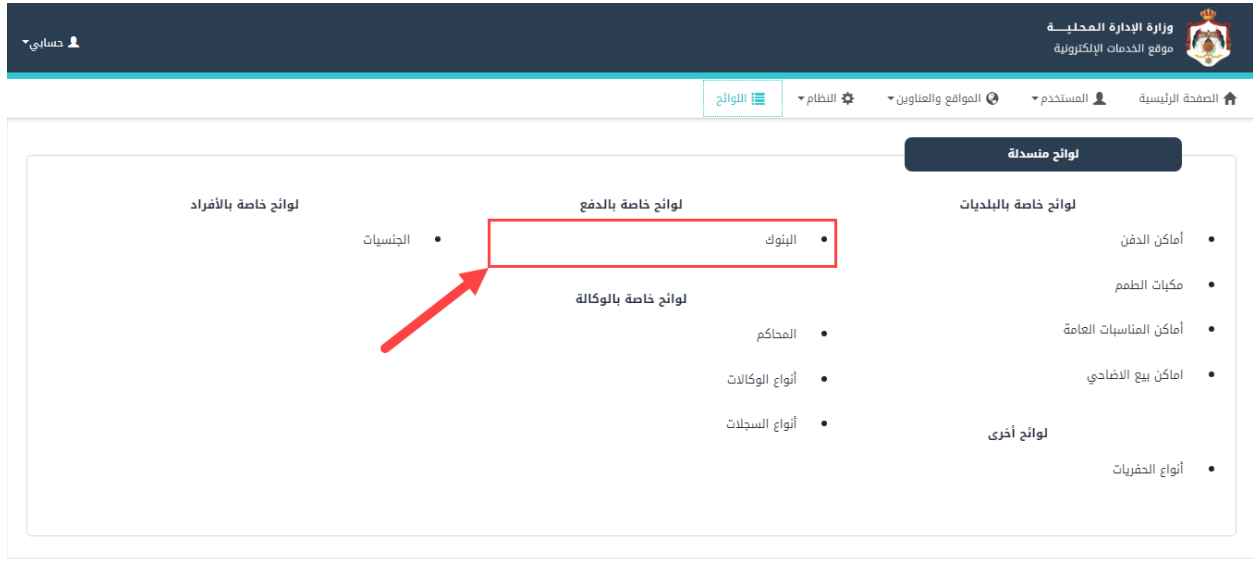 وزارة الإدارة المحليـــة
موقع الخدمات الإلكترونية
حسابي
الصفحة الرئيسية
المستخدم
المواقع والعناوين
النظام
اللوائح
لوائح منسدلة
لوائح خاصة بالبلديات
أماكن الدفن
مكبات الطمم
أماكن المناسبات العامة
اماكن بيع الاضاحي
لوائح أخرى
أنواع الحفريات
لوائح خاصة بالدفع
البنوك
لوائح خاصة بالوكالة
المحاكم
أنواع الوكالات
أنواع السجلات
لوائح خاصة بالأفراد
الجنسيات